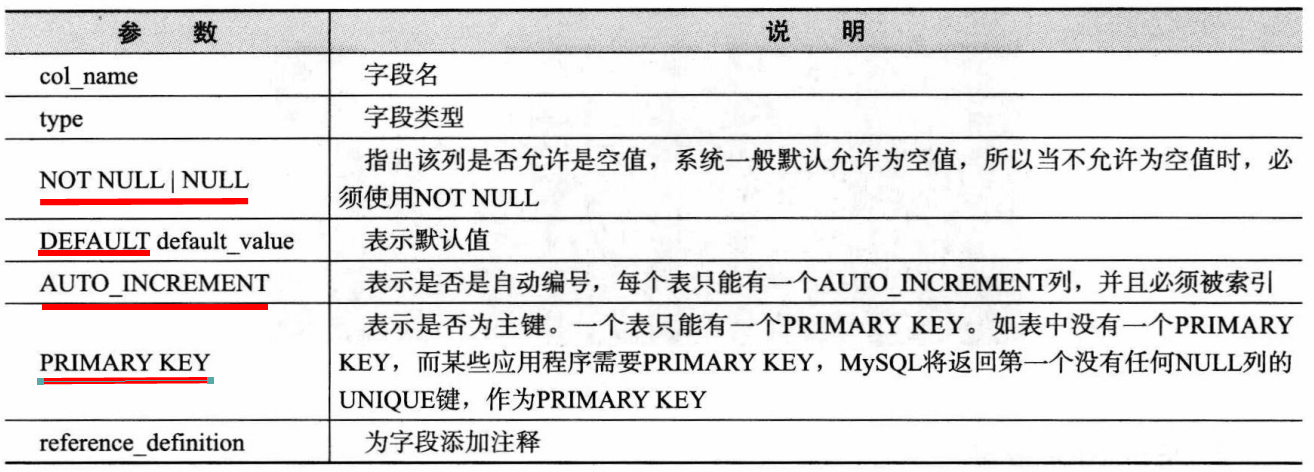 参 数 说 明
col_name 字段名
type 字段类型
NOT NULL | NULL 指出该列是否允许是空值，系统一般默认允许为空值，所以当不允许为空值时，必
须使用NOT NULL
DEFAULT default_value 表示默认值
AUTO_INCREMENT 表示是否是自动编号，每个表只能有一个AUTO_INCREMENT列，并且必须被索引
PRIMARY KEY 表示是否为主键。一个表只能有一个PRIMARY KEY。如表中没有一个PRIMARY
KEY，而某些应用程序需要PRIMARY KEY，MySQL将返回第一个没有任何NULL列的
UNIQUE键，作为PRIMARY KEY
reference_definition 为字段添加注释